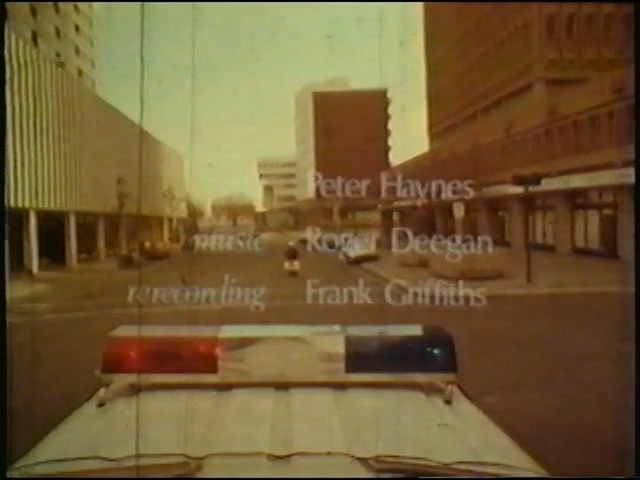 Peter Haynes
music Roger Deegan
rerecording Frank Griffiths